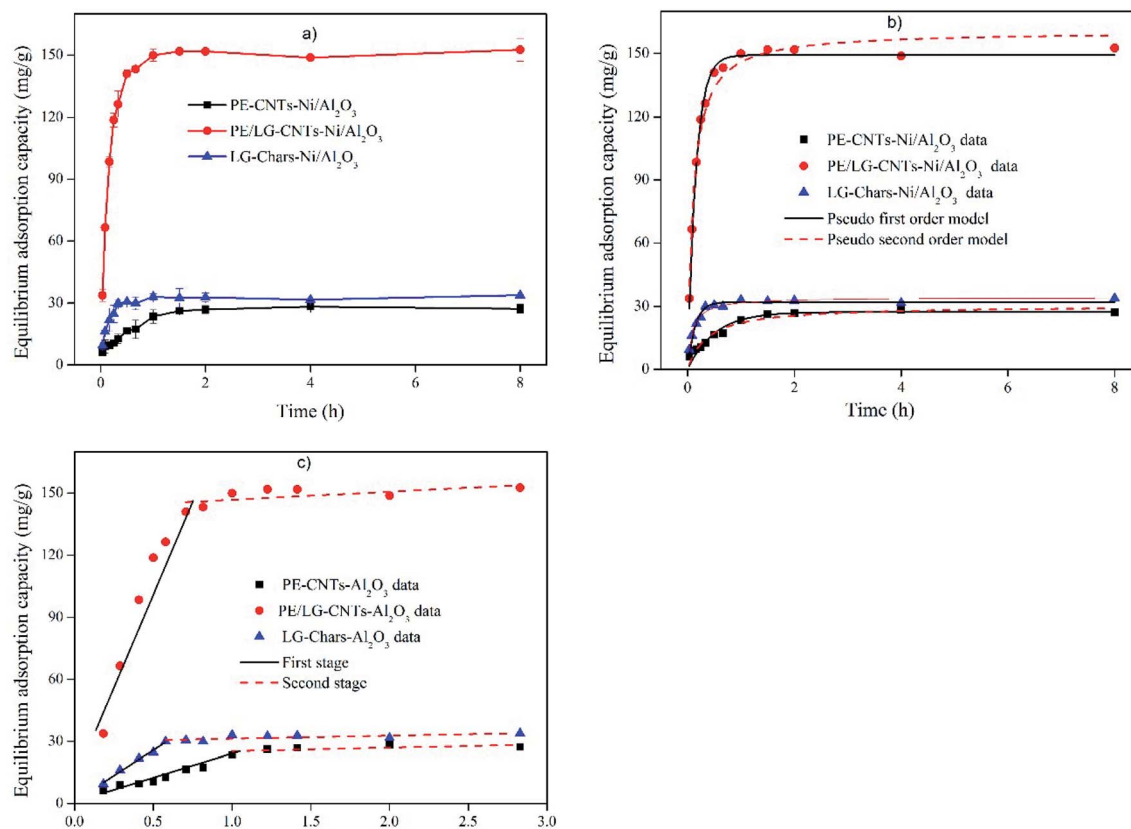 a)
Equilibrium adsorption capacity (mg/g)
150
120
90
60
30
0
PE-CNTs-Ni/Al₂O₃
PE/LG-CNTs-Ni/Al₂O₃
LG-Chars-Ni/Al₂O₃
0 2 4 6 8
Time (h)
b)
Equilibrium adsorption capacity (mg/g)
150
120
90
60
30
0
PE-CNTs-Ni/Al₂O₃ data
PE/LG-CNTs-Ni/Al₂O₃ data
LG-Chars-Ni/Al₂O₃ data
Pseudo first order model
Pseudo second order model
0 2 4 6 8
Time (h)
c)
Equilibrium adsorption capacity (mg/g)
150
120
90
60
30
0
PE-CNTs-Al₂O₃ data
PE/LG-CNTs-Al₂O₃ data
LG-Chars-Al₂O₃ data
First stage
Second stage
0.0 0.5 1.0 1.5 2.0 2.5 3.0